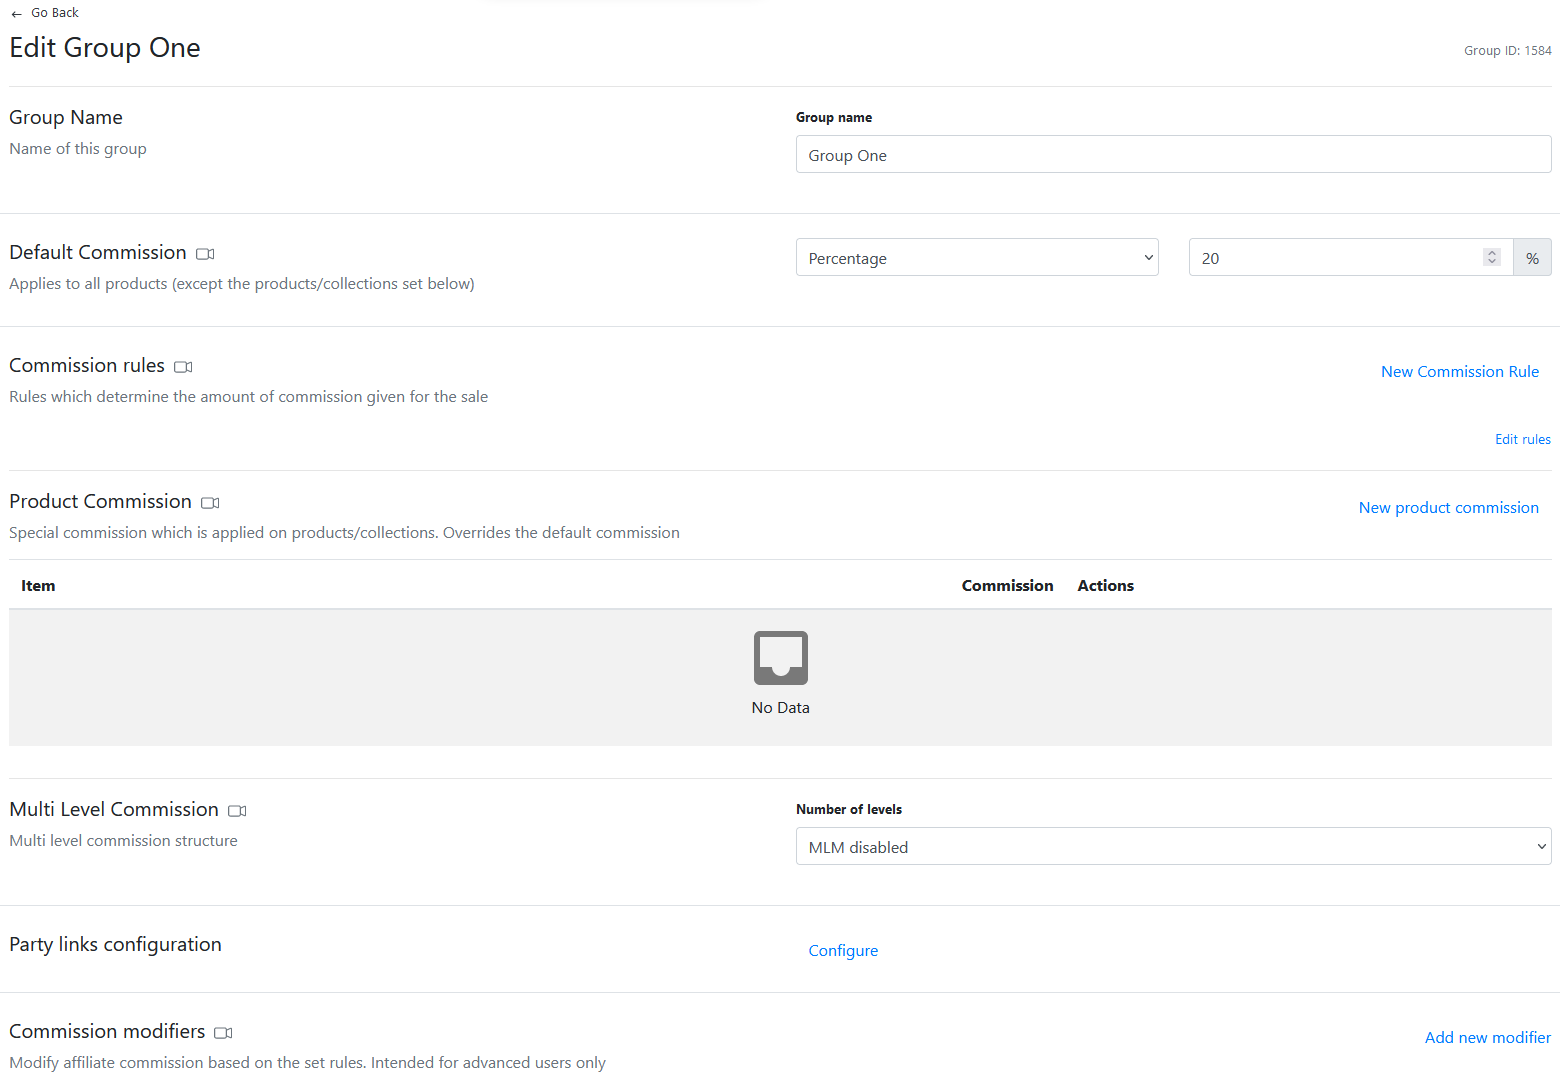 ← Go Back
Edit Group One
Group ID: 1584
Group Name
Name of this group
Group name
Group One
Default Commission
Applies to all products (except the products/collections set below)
Percentage
20
%
Commission rules
Rules which determine the amount of commission given for the sale
New Commission Rule
Edit rules
Product Commission
Special commission which is applied on products/collections. Overrides the default commission
New product commission
Item Commission Actions
No Data
Multi Level Commission
Multi level commission structure
Number of levels
MLM disabled
Party links configuration
Configure
Commission modifiers
Modify affiliate commission based on the set rules. Intended for advanced users only
Add new modifier